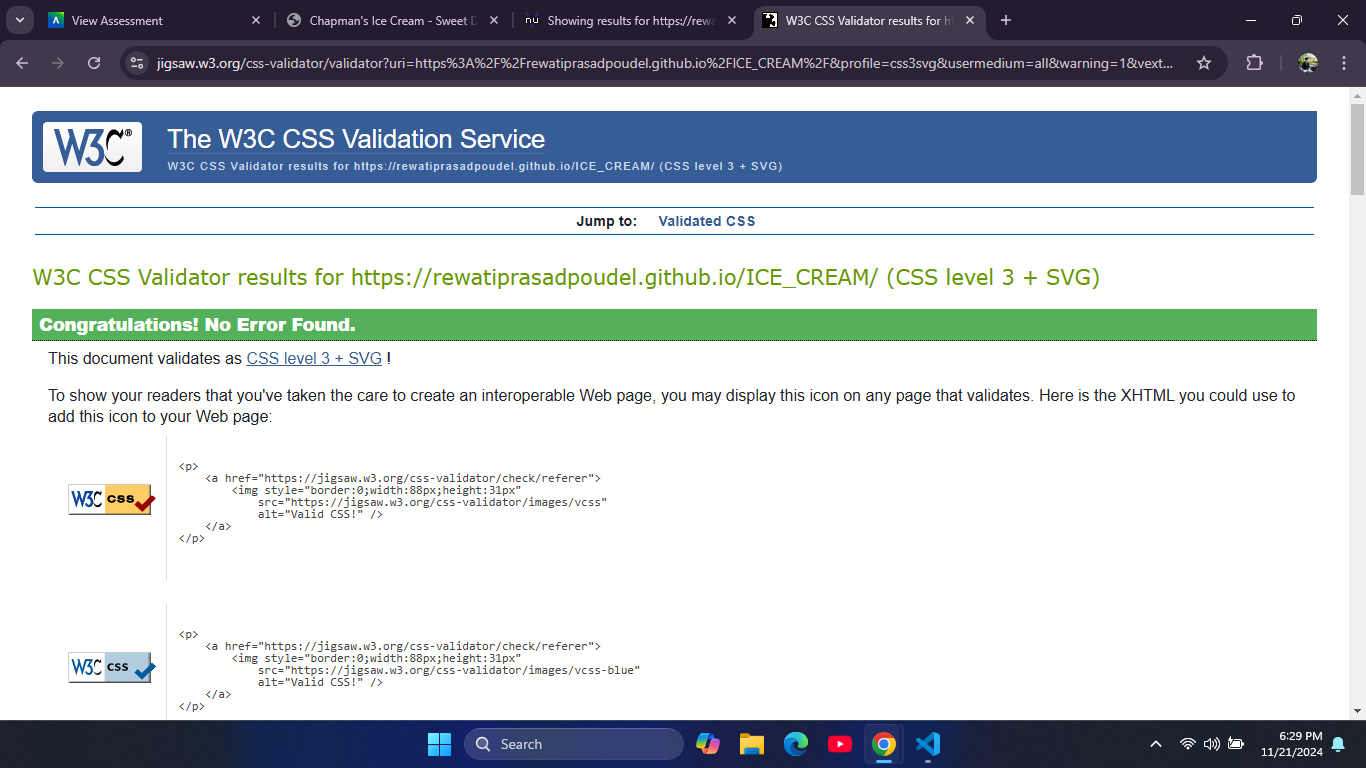 View Assessment
Chapman's Ice Cream - Sweet D
Showing results for https://rewa
W3C CSS Validator results for h
jigsaw.w3.org/css-validator/validator?uri=https%3A%2F%2Frewatiprasadpoudel.github.io%2FICE_CREAM%2F&profile=css3svg&usermedium=all&warning=1&vext...
W3C®
The W3C CSS Validation Service
W3C CSS Validator results for https://rewatiprasadpoudel.github.io/ICE_CREAM/ (CSS level 3 + SVG)
Jump to: Validated CSS
W3C CSS Validator results for https://rewatiprasadpoudel.github.io/ICE_CREAM/ (CSS level 3 + SVG)
Congratulations! No Error Found.
This document validates as CSS level 3 + SVG !
To show your readers that you've taken the care to create an interoperable Web page, you may display this icon on any page that validates. Here is the XHTML you could use to
add this icon to your Web page:
W3C css
<p>
<a href="https://jigsaw.w3.org/css-validator/check/referer">
<img style="border:0;width:88px;height:31px"
src="https://jigsaw.w3.org/css-validator/images/vcss"
alt="Valid CSS!" />
</a>
</p>
W3C css
<p>
<a href="https://jigsaw.w3.org/css-validator/check/referer">
<img style="border:0;width:88px;height:31px"
src="https://jigsaw.w3.org/css-validator/images/vcss-blue"
alt="Valid CSS!" />
</a>
</p>
Search
6:29 PM
11/21/2024